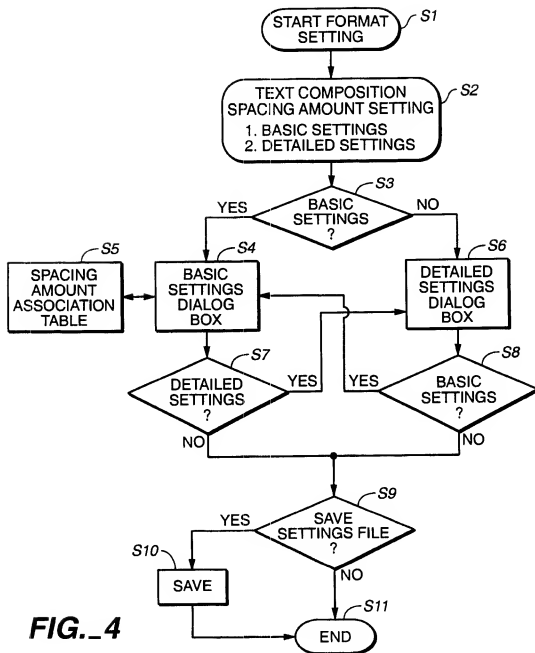 START FORMAT
SETTING
S1
TEXT COMPOSITION
SPACING AMOUNT SETTING
1. BASIC SETTINGS
2. DETAILED SETTINGS
S2
S3
YES
BASIC
SETTINGS
?
NO
S5
SPACING
AMOUNT
ASSOCIATION
TABLE
S4
BASIC
SETTINGS
DIALOG
BOX
S6
DETAILED
SETTINGS
DIALOG
BOX
S7
DETAILED
SETTINGS
?
YES
NO
S8
YES
BASIC
SETTINGS
?
NO
S9
YES
SAVE
SETTINGS FILE
?
NO
S10
SAVE
S11
END
FIG._4